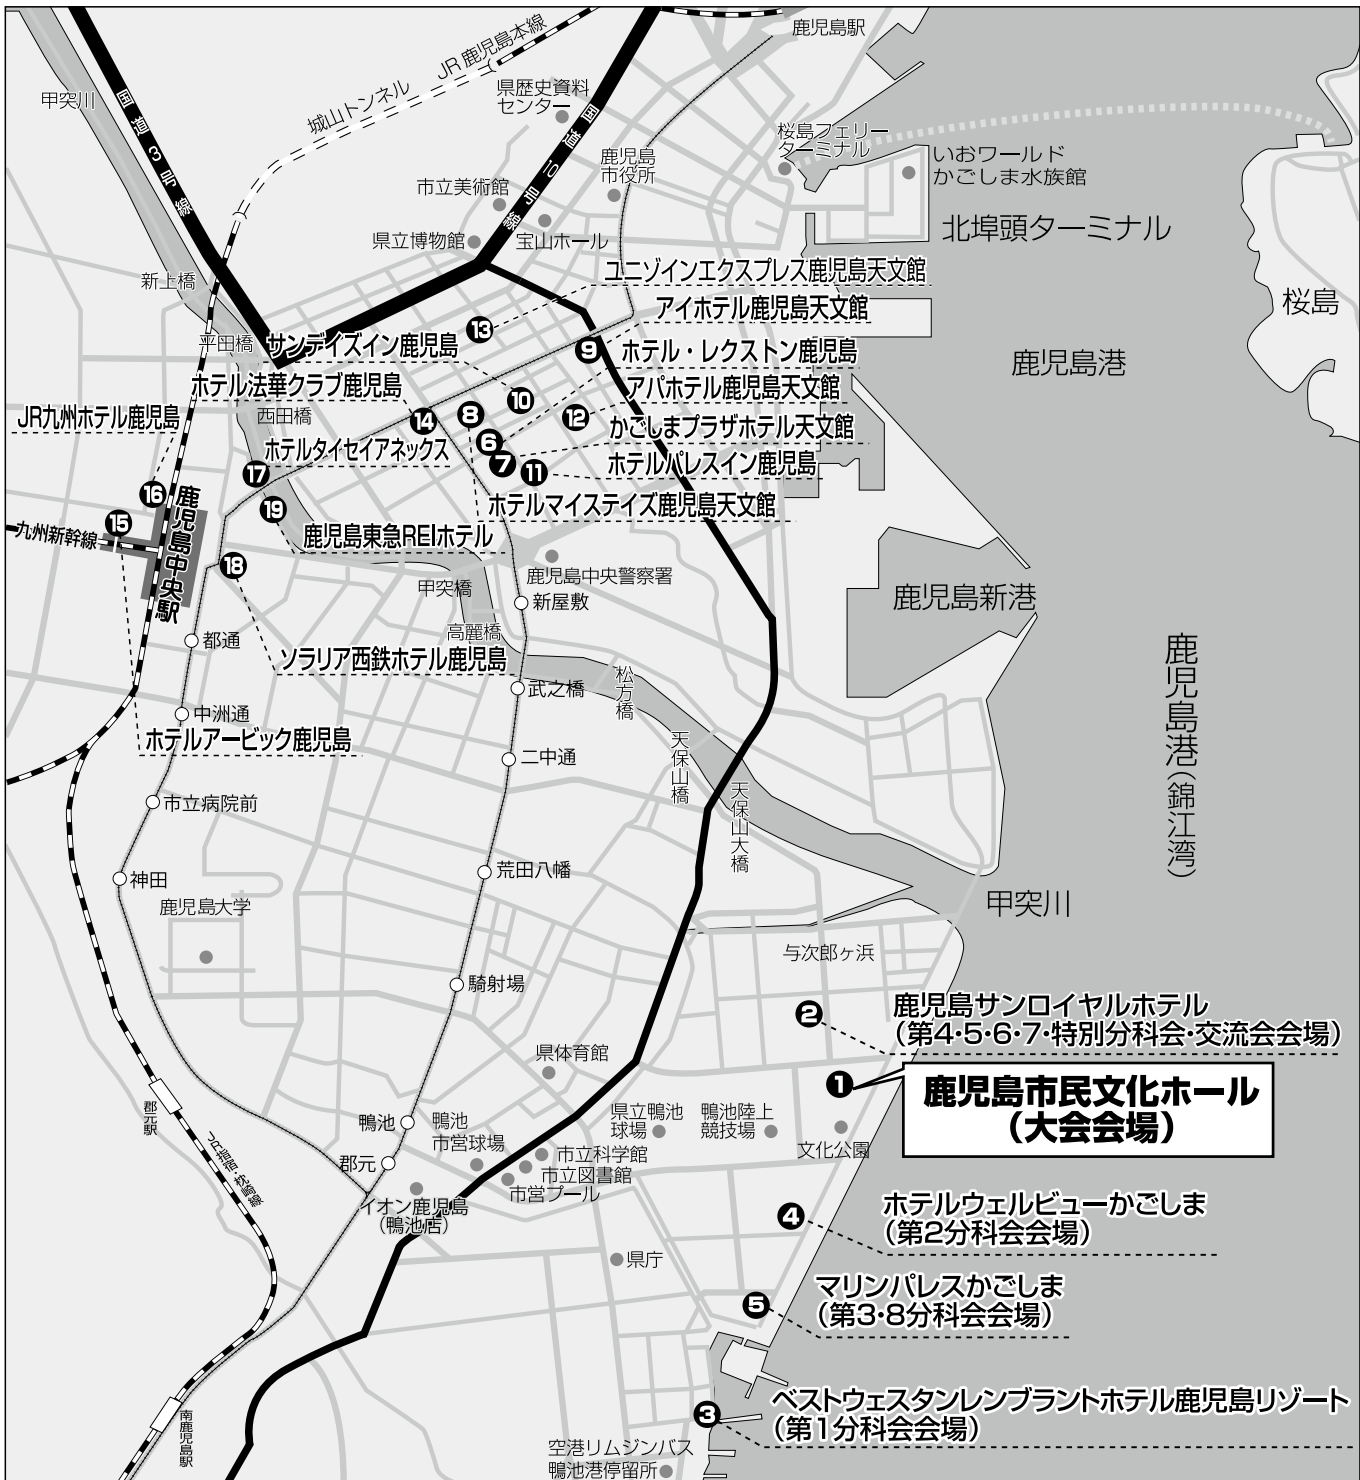 鹿児島駅
JR鹿児島本線
城山トンネル
甲突川
国道3号線
国道10号線
県歴史資料
センター
桜島フェリー
ターミナル
いおワールド
かごしま水族館
鹿児島
市役所
市立美術館
県立博物館
宝山ホール
北埠頭ターミナル
桜島
新上橋
ユニゾインエクスプレス鹿児島天文館
アイホテル鹿児島天文館
13
9
平田橋
サンデイズイン鹿児島
ホテル・レクストン鹿児島
鹿児島港
ホテル法華クラブ鹿児島
アパホテル鹿児島天文館
10
JR九州ホテル鹿児島
西田橋
14
8
12
かごしまプラザホテル天文館
ホテルタイセイアネックス
6
7
11
ホテルパレスイン鹿児島
17
16
19
ホテルマイステイズ鹿児島天文館
鹿児島中央駅
15
九州新幹線
鹿児島東急REIホテル
18
甲突橋
鹿児島中央警察署
鹿児島新港
新屋敷
高麗橋
都通
ソラリア西鉄ホテル鹿児島
松方橋
鹿児島港(錦江湾)
武之橋
中洲通
ホテルアービック鹿児島
天保山橋
二中通
天保山大橋
市立病院前
荒田八幡
神田
鹿児島大学
甲突川
与次郎ヶ浜
騎射場
2
鹿児島サンロイヤルホテル
(第4・5・6・7・特別分科会・交流会会場)
県体育館
1
鹿児島市民文化ホール
(大会会場)
郡元駅
JR指宿・枕崎線
鴨池
鴨池
市営球場
県立鴨池
球場
鴨池陸上
競技場
文化公園
郡元
市立科学館
市立図書館
市営プール
イオン鹿児島
(鴨池店)
4
ホテルウェルビューかごしま
(第2分科会会場)
県庁
5
マリンパレスかごしま
(第3・8分科会会場)
3
ベストウェスタンレンブラントホテル鹿児島リゾート
(第1分科会会場)
南鹿児島駅
空港リムジンバス
鴨池港停留所